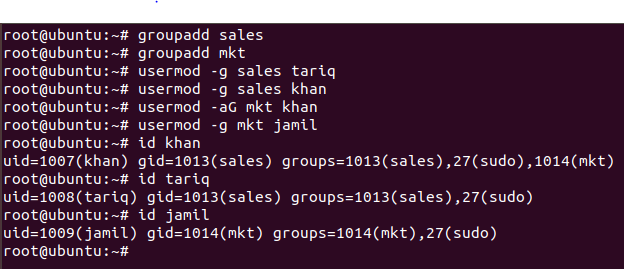 root@ubuntu:~# groupadd sales
root@ubuntu:~# groupadd mkt
root@ubuntu:~# usermod -g sales tariq
root@ubuntu:~# usermod -g sales khan
root@ubuntu:~# usermod -aG mkt khan
root@ubuntu:~# usermod -g mkt jamil
root@ubuntu:~# id khan
uid=1007(khan) gid=1013(sales) groups=1013(sales),27(sudo),1014(mkt)
root@ubuntu:~# id tariq
uid=1008(tariq) gid=1013(sales) groups=1013(sales),27(sudo)
root@ubuntu:~# id jamil
uid=1009(jamil) gid=1014(mkt) groups=1014(mkt),27(sudo)
root@ubuntu:~#